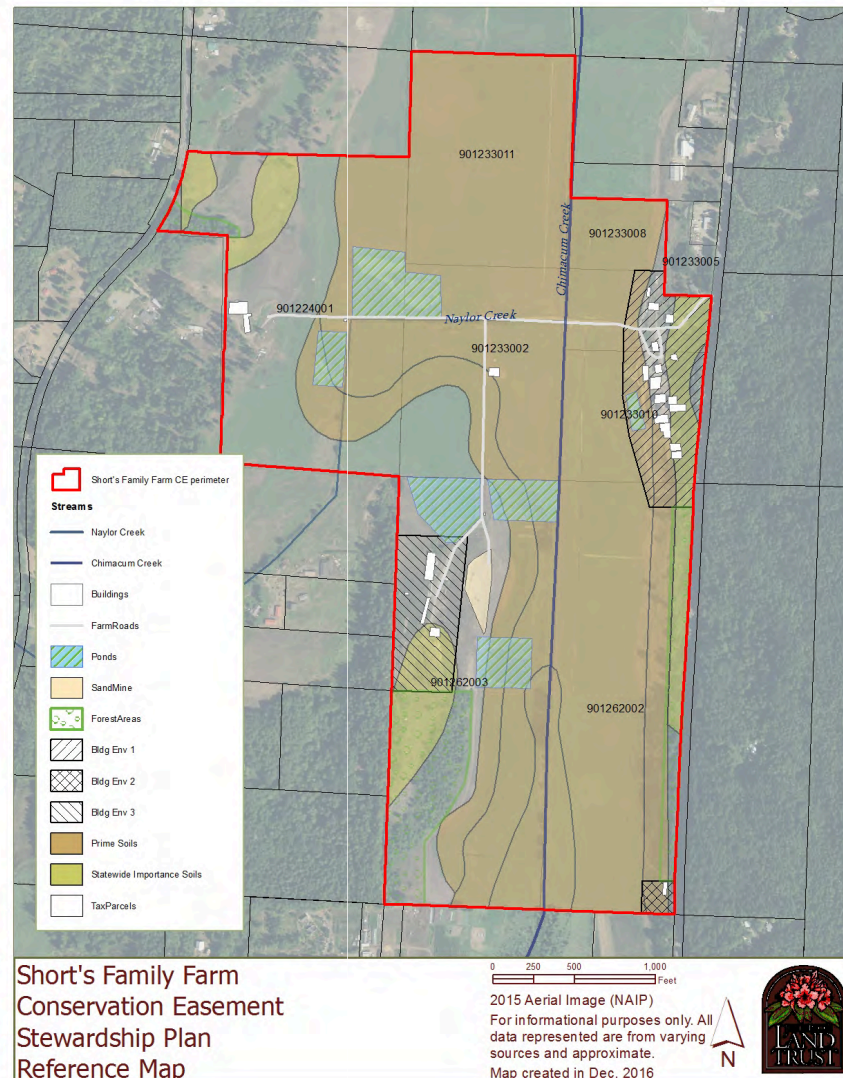 901233011
901233008
Chimacum Creek
901233005
901224001
Naylor Creek
901233002
901233010
901262003
901262002
Short's Family Farm CE perimeter
Streams
Naylor Creek
Chimacum Creek
Buildings
FarmRoads
Ponds
SandMine
ForestAreas
Bldg Env 1
Bldg Env 2
Bldg Env 3
Prime Soils
Statewide Importance Soils
TaxParcels
Short's Family Farm
Conservation Easement
Stewardship Plan
Reference Map
0 250 500 1,000
Feet
2015 Aerial Image (NAIP)
For informational purposes only. All
data represented are from varying
sources and approximate.
Map created in Dec. 2016
N
LAND
TRUST